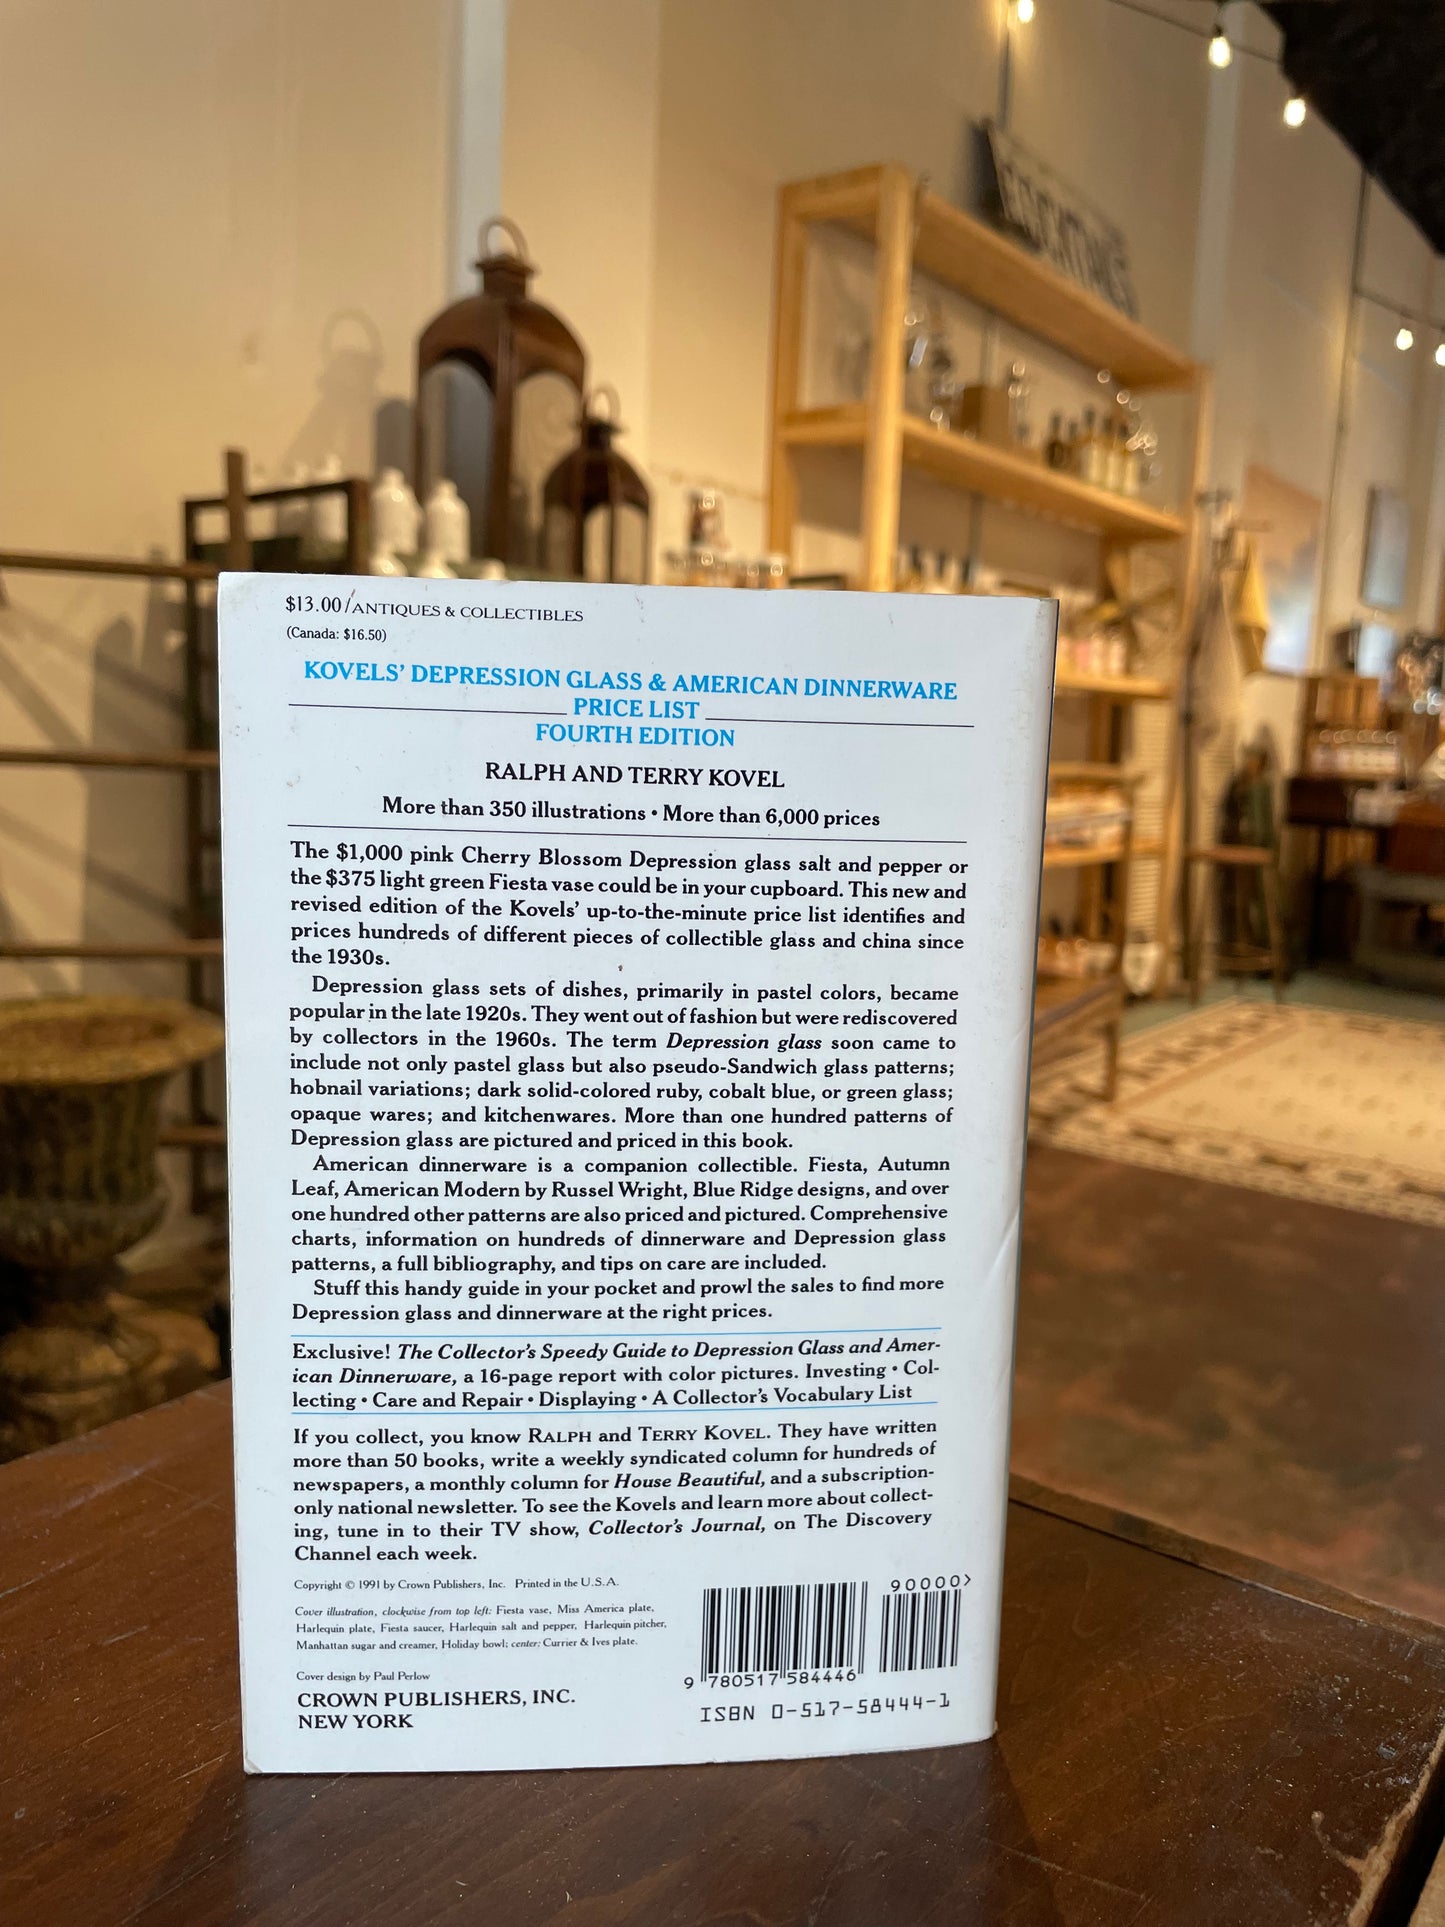 $13.00/ANTIQUES & COLLECTIBLES
(Canada: $16.50)
KOVELS' DEPRESSION GLASS & AMERICAN DINNERWARE
PRICE LIST
FOURTH EDITION
RALPH AND TERRY KOVEL
More than 350 illustrations • More than 6,000 prices
The $1,000 pink Cherry Blossom Depression glass salt and pepper or
the $375 light green Fiesta vase could be in your cupboard. This new and
revised edition of the Kovels' up-to-the-minute price list identifies and
prices hundreds of different pieces of collectible glass and china since
the 1930s.
Depression glass sets of dishes, primarily in pastel colors, became
popular in the late 1920s. They went out of fashion but were rediscovered
by collectors in the 1960s. The term Depression glass soon came to
include not only pastel glass but also pseudo-Sandwich glass patterns;
hobnail variations; dark solid-colored ruby, cobalt blue, or green glass;
opaque wares; and kitchenwares. More than one hundred patterns of
Depression glass are pictured and priced in this book.
American dinnerware is a companion collectible. Fiesta, Autumn
Leaf, American Modern by Russel Wright, Blue Ridge designs, and over
one hundred other patterns are also priced and pictured. Comprehensive
charts, information on hundreds of dinnerware and Depression glass
patterns, a full bibliography, and tips on care are included.
Stuff this handy guide in your pocket and prowl the sales to find more
Depression glass and dinnerware at the right prices.
Exclusive! The Collector's Speedy Guide to Depression Glass and Amer-
ican Dinnerware, a 16-page report with color pictures. Investing • Col-
lecting • Care and Repair • Displaying • A Collector's Vocabulary List
If you collect, you know RALPH and TERRY KOVEL. They have written
more than 50 books, write a weekly syndicated column for hundreds of
newspapers, a monthly column for House Beautiful, and a subscription-
only national newsletter. To see the Kovels and learn more about collect-
ing, tune in to their TV show, Collector's Journal, on The Discovery
Channel each week.
Copyright © 1991 by Crown Publishers, Inc. Printed in the U.S.A.
Cover illustration, clockwise from top left: Fiesta vase, Miss America plate,
Harlequin plate, Fiesta saucer, Harlequin salt and pepper, Harlequin pitcher,
Manhattan sugar and creamer, Holiday bowl; center: Currier & Ives plate.
Cover design by Paul Perlow
CROWN PUBLISHERS, INC.
NEW YORK
90000>
9 780517 584446
ISBN 0-517-58444-1